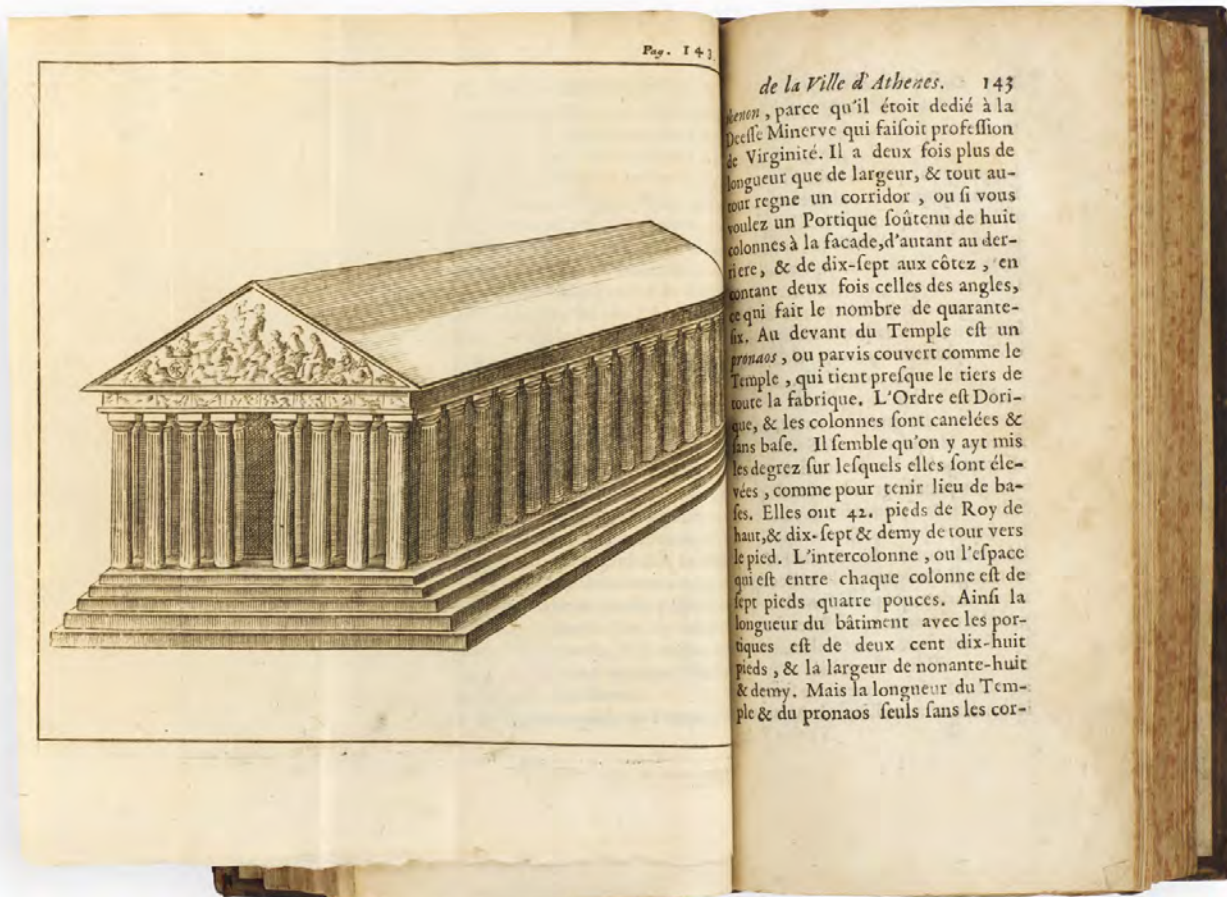 Pag. 143
de la Ville d'Athenes. 143
henon, parce qu'il étoit dedié à la
Deeſſe Minerve qui faiſoit profeſſion
de Virginité. Il a deux fois plus de
longueur que de largeur, & tout au-
tour regne un corridor, ou ſi vous
voulez un Portique ſoûtenu de huit
colonnes à la facade, d'autant au der-
riere, & de dix-ſept aux côtez, en
contant deux fois celles des angles,
ce qui fait le nombre de quarante-
ſix. Au devant du Temple eſt un
pronaos, ou parvis couvert comme le
Temple, qui tient preſque le tiers de
toute la fabrique. L'Ordre eſt Dori-
que, & les colonnes ſont canelées &
ſans baſe. Il ſemble qu'on y ayt mis
les degrez ſur leſquels elles ſont éle-
vées, comme pour tenir lieu de ba-
ſes. Elles ont 42. pieds de Roy de
haut, & dix-ſept & demy de tour vers
le pied. L'intercolonne, ou l'eſpace
qui eſt entre chaque colonne eſt de
ſept pieds quatre pouces. Ainſi la
longueur du bâtiment avec les por-
tiques eſt de deux cent dix-huit
pieds, & la largeur de nonante-huit
& demy. Mais la longueur du Tem-
ple & du pronaos ſeuls ſans les cor-